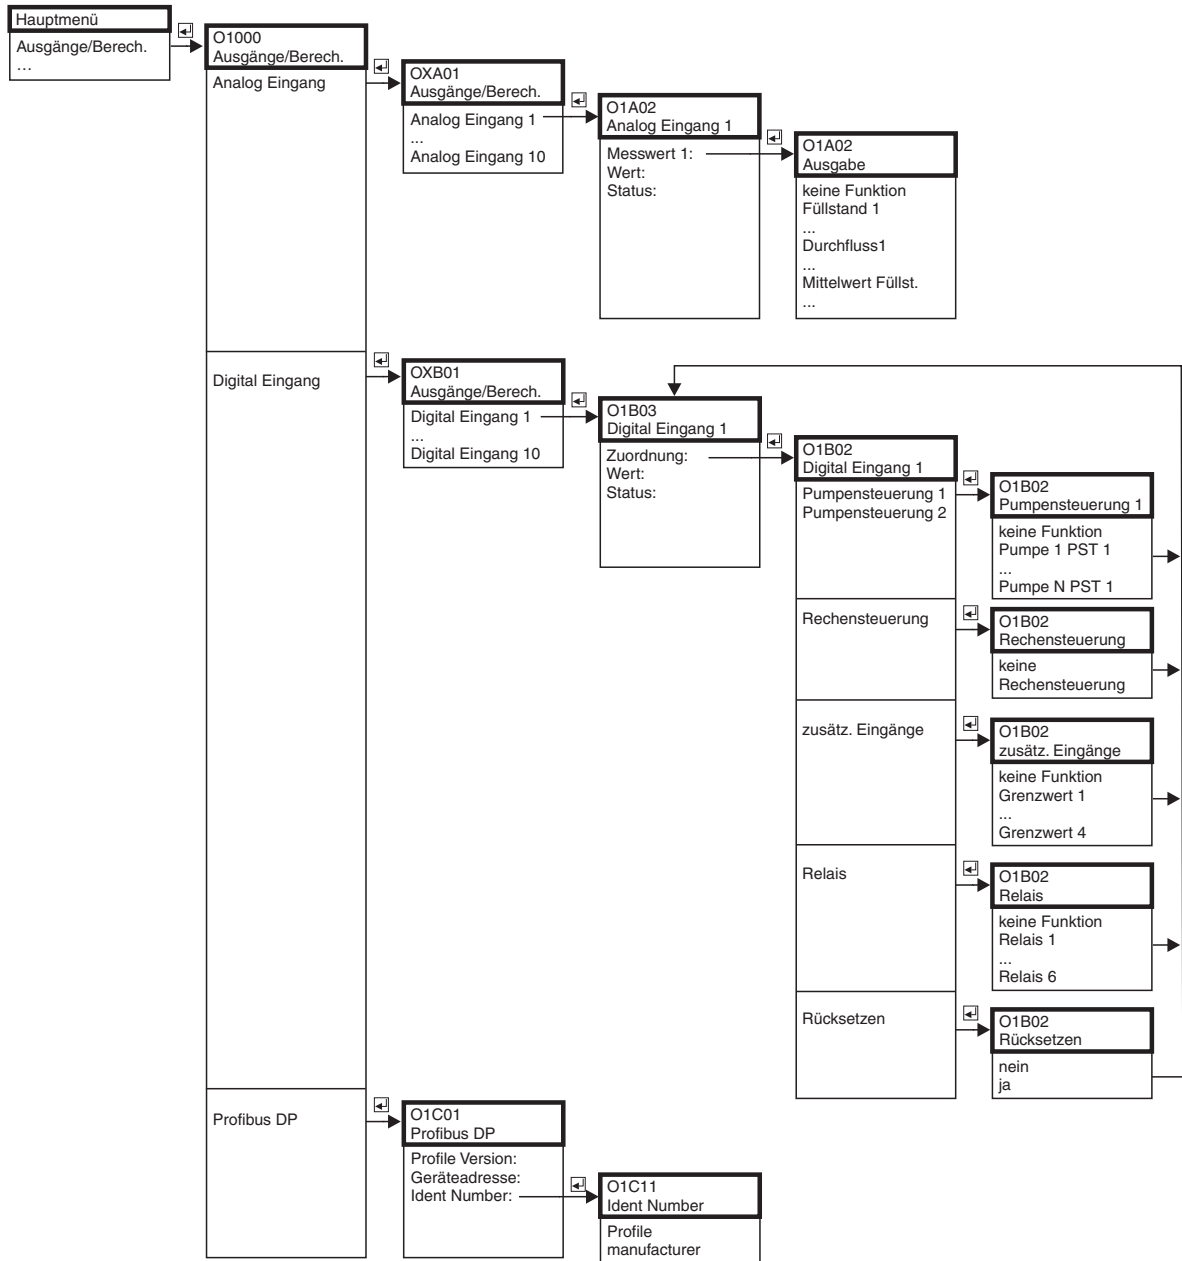 Hauptmenü
Ausgänge/Berech.
...
O1000
Ausgänge/Berech.
Analog Eingang
OXA01
Ausgänge/Berech.
Analog Eingang 1
...
Analog Eingang 10
O1A02
Analog Eingang 1
Messwert 1:
Wert:
Status:
O1A02
Ausgabe
keine Funktion
Füllstand 1
...
Durchfluss1
...
Mittelwert Füllst.
...
Digital Eingang
OXB01
Ausgänge/Berech.
Digital Eingang 1
...
Digital Eingang 10
O1B03
Digital Eingang 1
Zuordnung:
Wert:
Status:
O1B02
Digital Eingang 1
Pumpensteuerung 1
Pumpensteuerung 2
O1B02
Pumpensteuerung 1
keine Funktion
Pumpe 1 PST 1
...
Pumpe N PST 1
Rechensteuerung
O1B02
Rechensteuerung
keine
Rechensteuerung
zusätz. Eingänge
O1B02
zusätz. Eingänge
keine Funktion
Grenzwert 1
...
Grenzwert 4
Relais
O1B02
Relais
keine Funktion
Relais 1
...
Relais 6
Rücksetzen
O1B02
Rücksetzen
nein
ja
Profibus DP
O1C01
Profibus DP
Profile Version:
Geräteadresse:
Ident Number:
O1C11
Ident Number
Profile
manufacturer